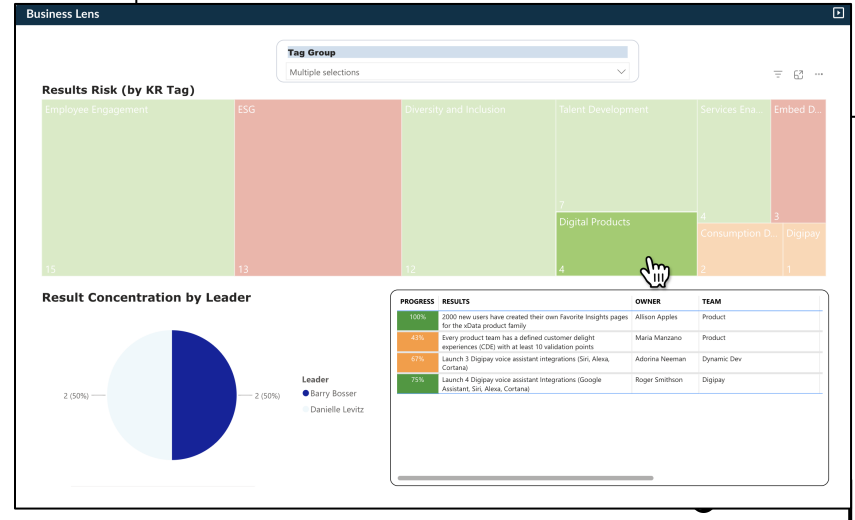 Business Lens
Tag Group
Multiple selections
Results Risk (by KR Tag)
Employee Engagement
15
ESG
13
Diversity and Inclusion
12
Talent Development
7
Digital Products
4
Services Ena...
4
Embed D...
3
Consumption D...
2
Digipay
1
Result Concentration by Leader
2 (50%)
2 (50%)
Leader
Barry Bosser
Danielle Levitz
PROGRESS RESULTS OWNER TEAM
100% 2000 new users have created their own Favorite Insights pages Allison Apples Product
for the xData product family
43% Every product team has a defined customer delight Maria Manzano Product
experiences (CDE) with at least 10 validation points
67% Launch 3 Digipay voice assistant integrations (Siri, Alexa, Adorina Neeman Dynamic Dev
Cortana)
75% Launch 4 Digipay voice assistant Integrations (Google Roger Smithson Digipay
Assistant, Siri, Alexa, Cortana)